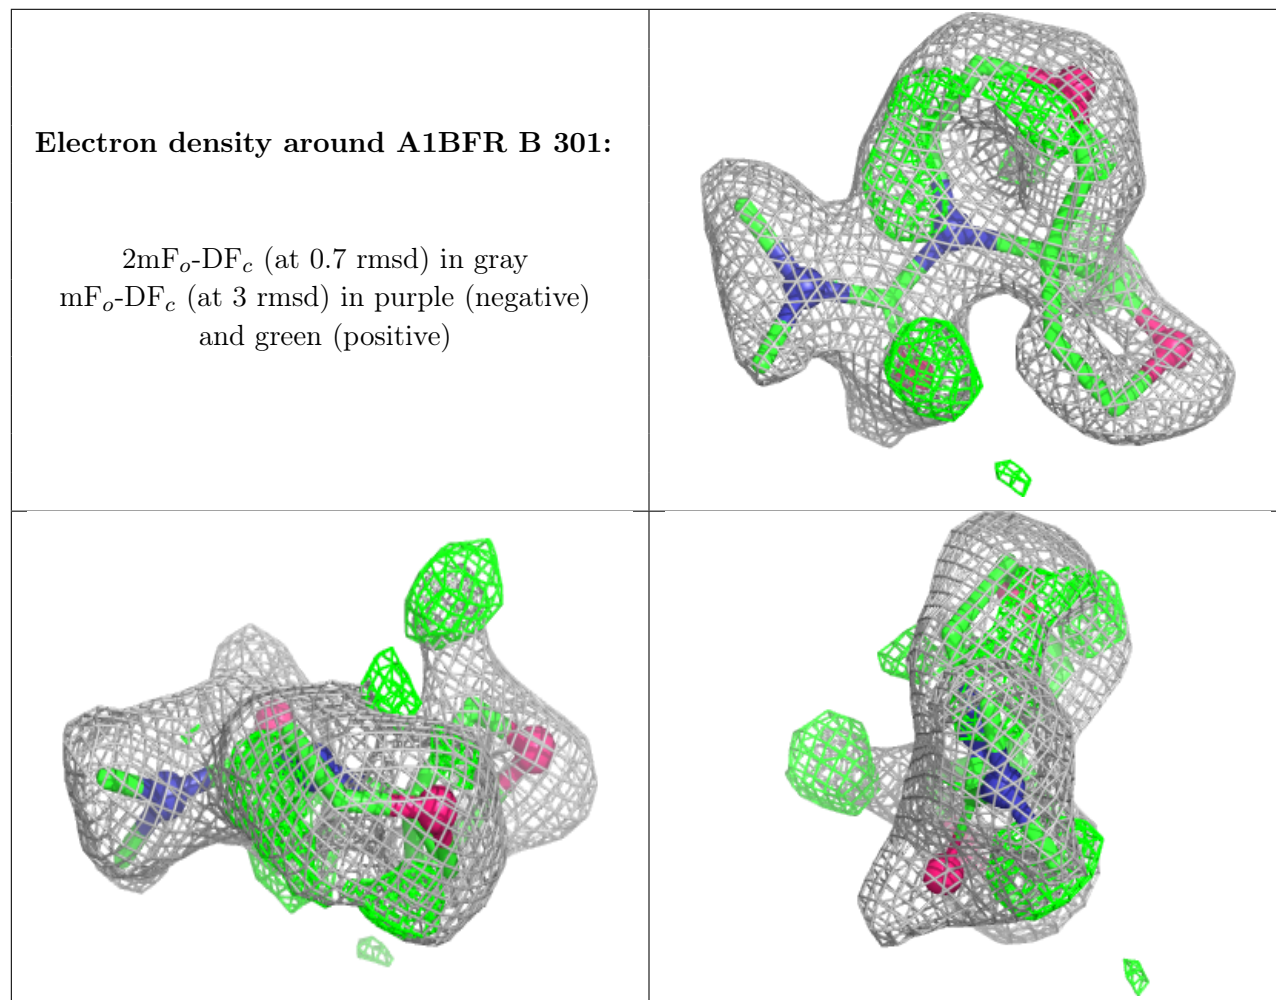 Electron density around A1BFR B 301:
2mFo-DFc (at 0.7 rmsd) in gray
mFo-DFc (at 3 rmsd) in purple (negative)
and green (positive)